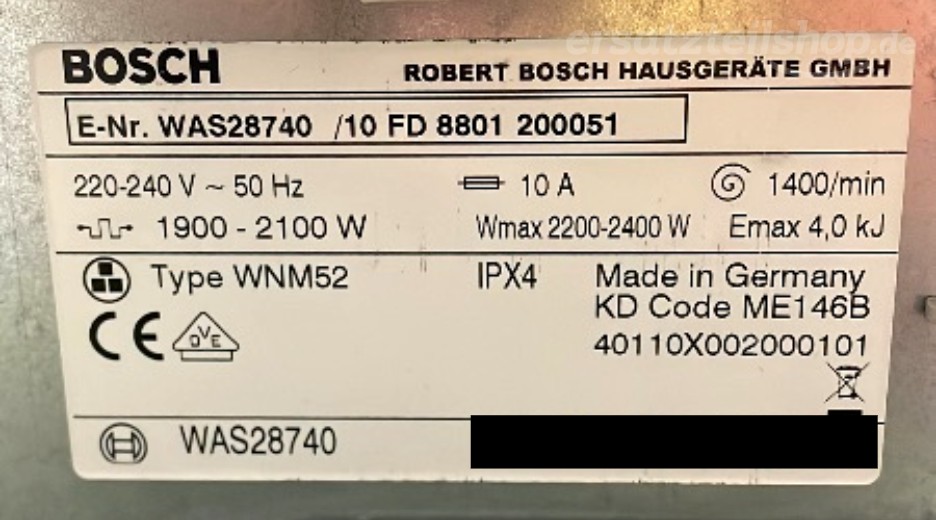 ersatzteilshop.de
BOSCH
ROBERT BOSCH HAUSGERÄTE GMBH
E-Nr. WAS28740 /10 FD 8801 200051
220-240 V ~ 50 Hz 10 A 1400/min
1900 - 2100 W Wmax 2200-2400 W Emax 4,0 kJ
Type WNM52 IPX4 Made in Germany
KD Code ME146B
CE OVE 40110X002000101
WAS28740